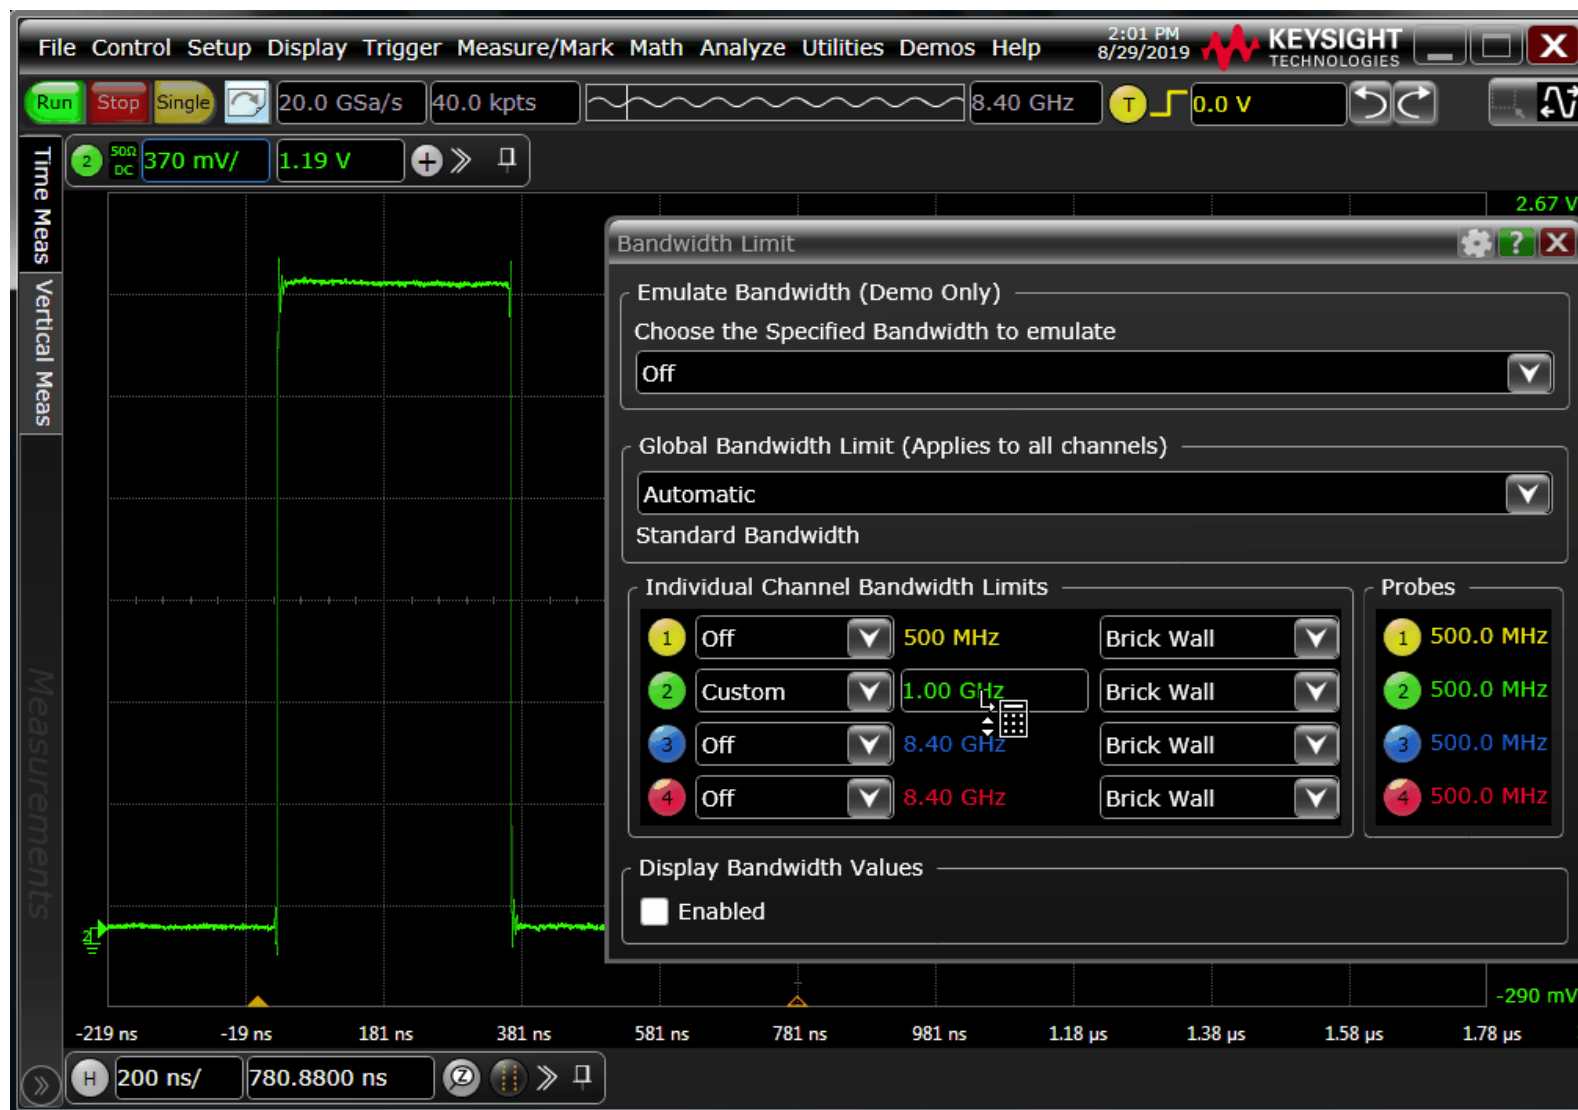 File Control Setup Display Trigger Measure/Mark Math Analyze Utilities Demos Help
2:01 PM
8/29/2019
KEYSIGHT
TECHNOLOGIES
X
Run Stop Single 20.0 GSa/s 40.0 kpts 8.40 GHz T 0.0 V
Time Meas
Vertical Meas
Measurements
2 50Ω DC 370 mV/ 1.19 V
2.67 V
Bandwidth Limit ? X
Emulate Bandwidth (Demo Only)
Choose the Specified Bandwidth to emulate
Off
Global Bandwidth Limit (Applies to all channels)
Automatic
Standard Bandwidth
Individual Channel Bandwidth Limits Probes
1 Off 500 MHz Brick Wall 1 500.0 MHz
2 Custom 1.00 GHz Brick Wall 2 500.0 MHz
3 Off 8.40 GHz Brick Wall 3 500.0 MHz
4 Off 8.40 GHz Brick Wall 4 500.0 MHz
Display Bandwidth Values
Enabled
2
-290 mV
-219 ns -19 ns 181 ns 381 ns 581 ns 781 ns 981 ns 1.18 µs 1.38 µs 1.58 µs 1.78 µs
H 200 ns/ 780.8800 ns Z